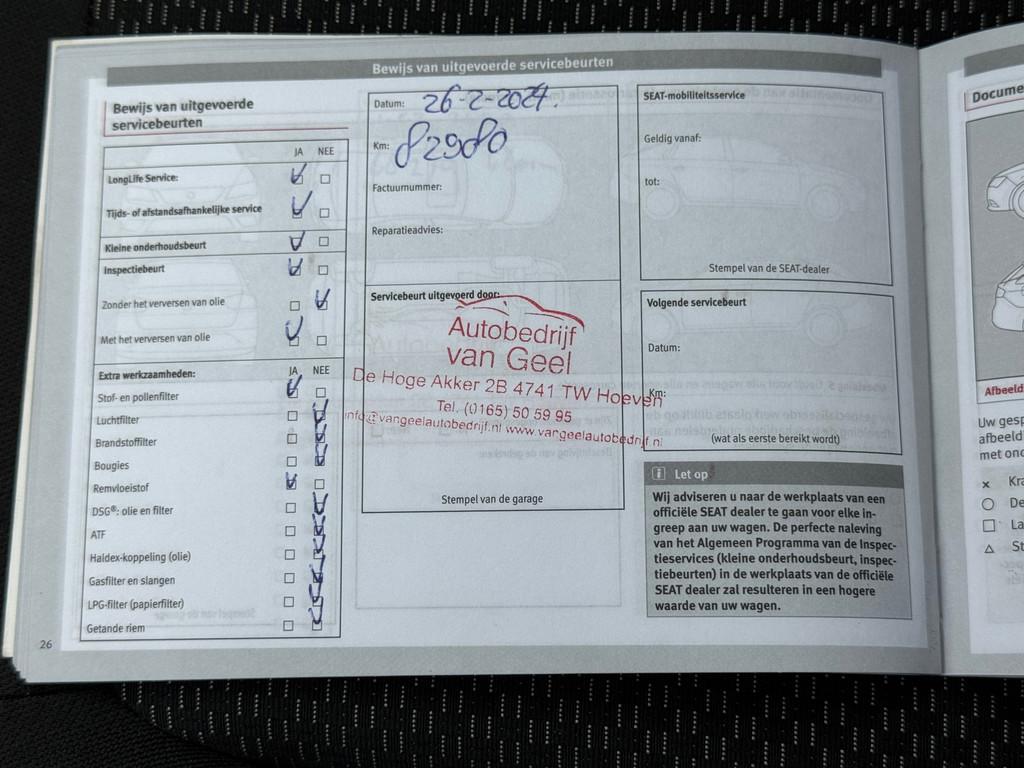 Bewijs van uitgevoerde servicebeurten
Bewijs van uitgevoerde
servicebeurten
JA NEE
LongLife Service:
Tijds- of afstandsafhankelijke service
Kleine onderhoudsbeurt
Inspectiebeurt
Zonder het verversen van olie
Met het verversen van olie
Extra werkzaamheden: JA NEE
Stof- en pollenfilter
Luchtfilter
Brandstoffilter
Bougies
Remvloeistof
DSG®: olie en filter
ATF
Haldex-koppeling (olie)
Gasfilter en slangen
LPG-filter (papierfilter)
Getande riem
26
Datum: 26-2-2024.
Km: 82980
Factuurnummer:
Reparatieadvies:
Servicebeurt uitgevoerd door:
Autobedrijf
van Geel
De Hoge Akker 2B 4741 TW Hoeven
Tel. (0165) 50 59 95
info@vangeelautobedrijf.nl www.vangeelautobedrijf.nl
Stempel van de garage
SEAT-mobiliteitsservice
Geldig vanaf:
tot:
Stempel van de SEAT-dealer
Volgende servicebeurt
Datum:
Km:
(wat als eerste bereikt wordt)
i Let op
Wij adviseren u naar de werkplaats van een
officiële SEAT dealer te gaan voor elke in-
greep aan uw wagen. De perfecte naleving
van het Algemeen Programma van de Inspec-
tieservices (kleine onderhoudsbeurt, inspec-
tiebeurten) in de werkplaats van de officiële
SEAT dealer zal resulteren in een hogere
waarde van uw wagen.
Docume
Afbeeld
Uw gesp
afbeeld
met ond
x Kra
De
La
St